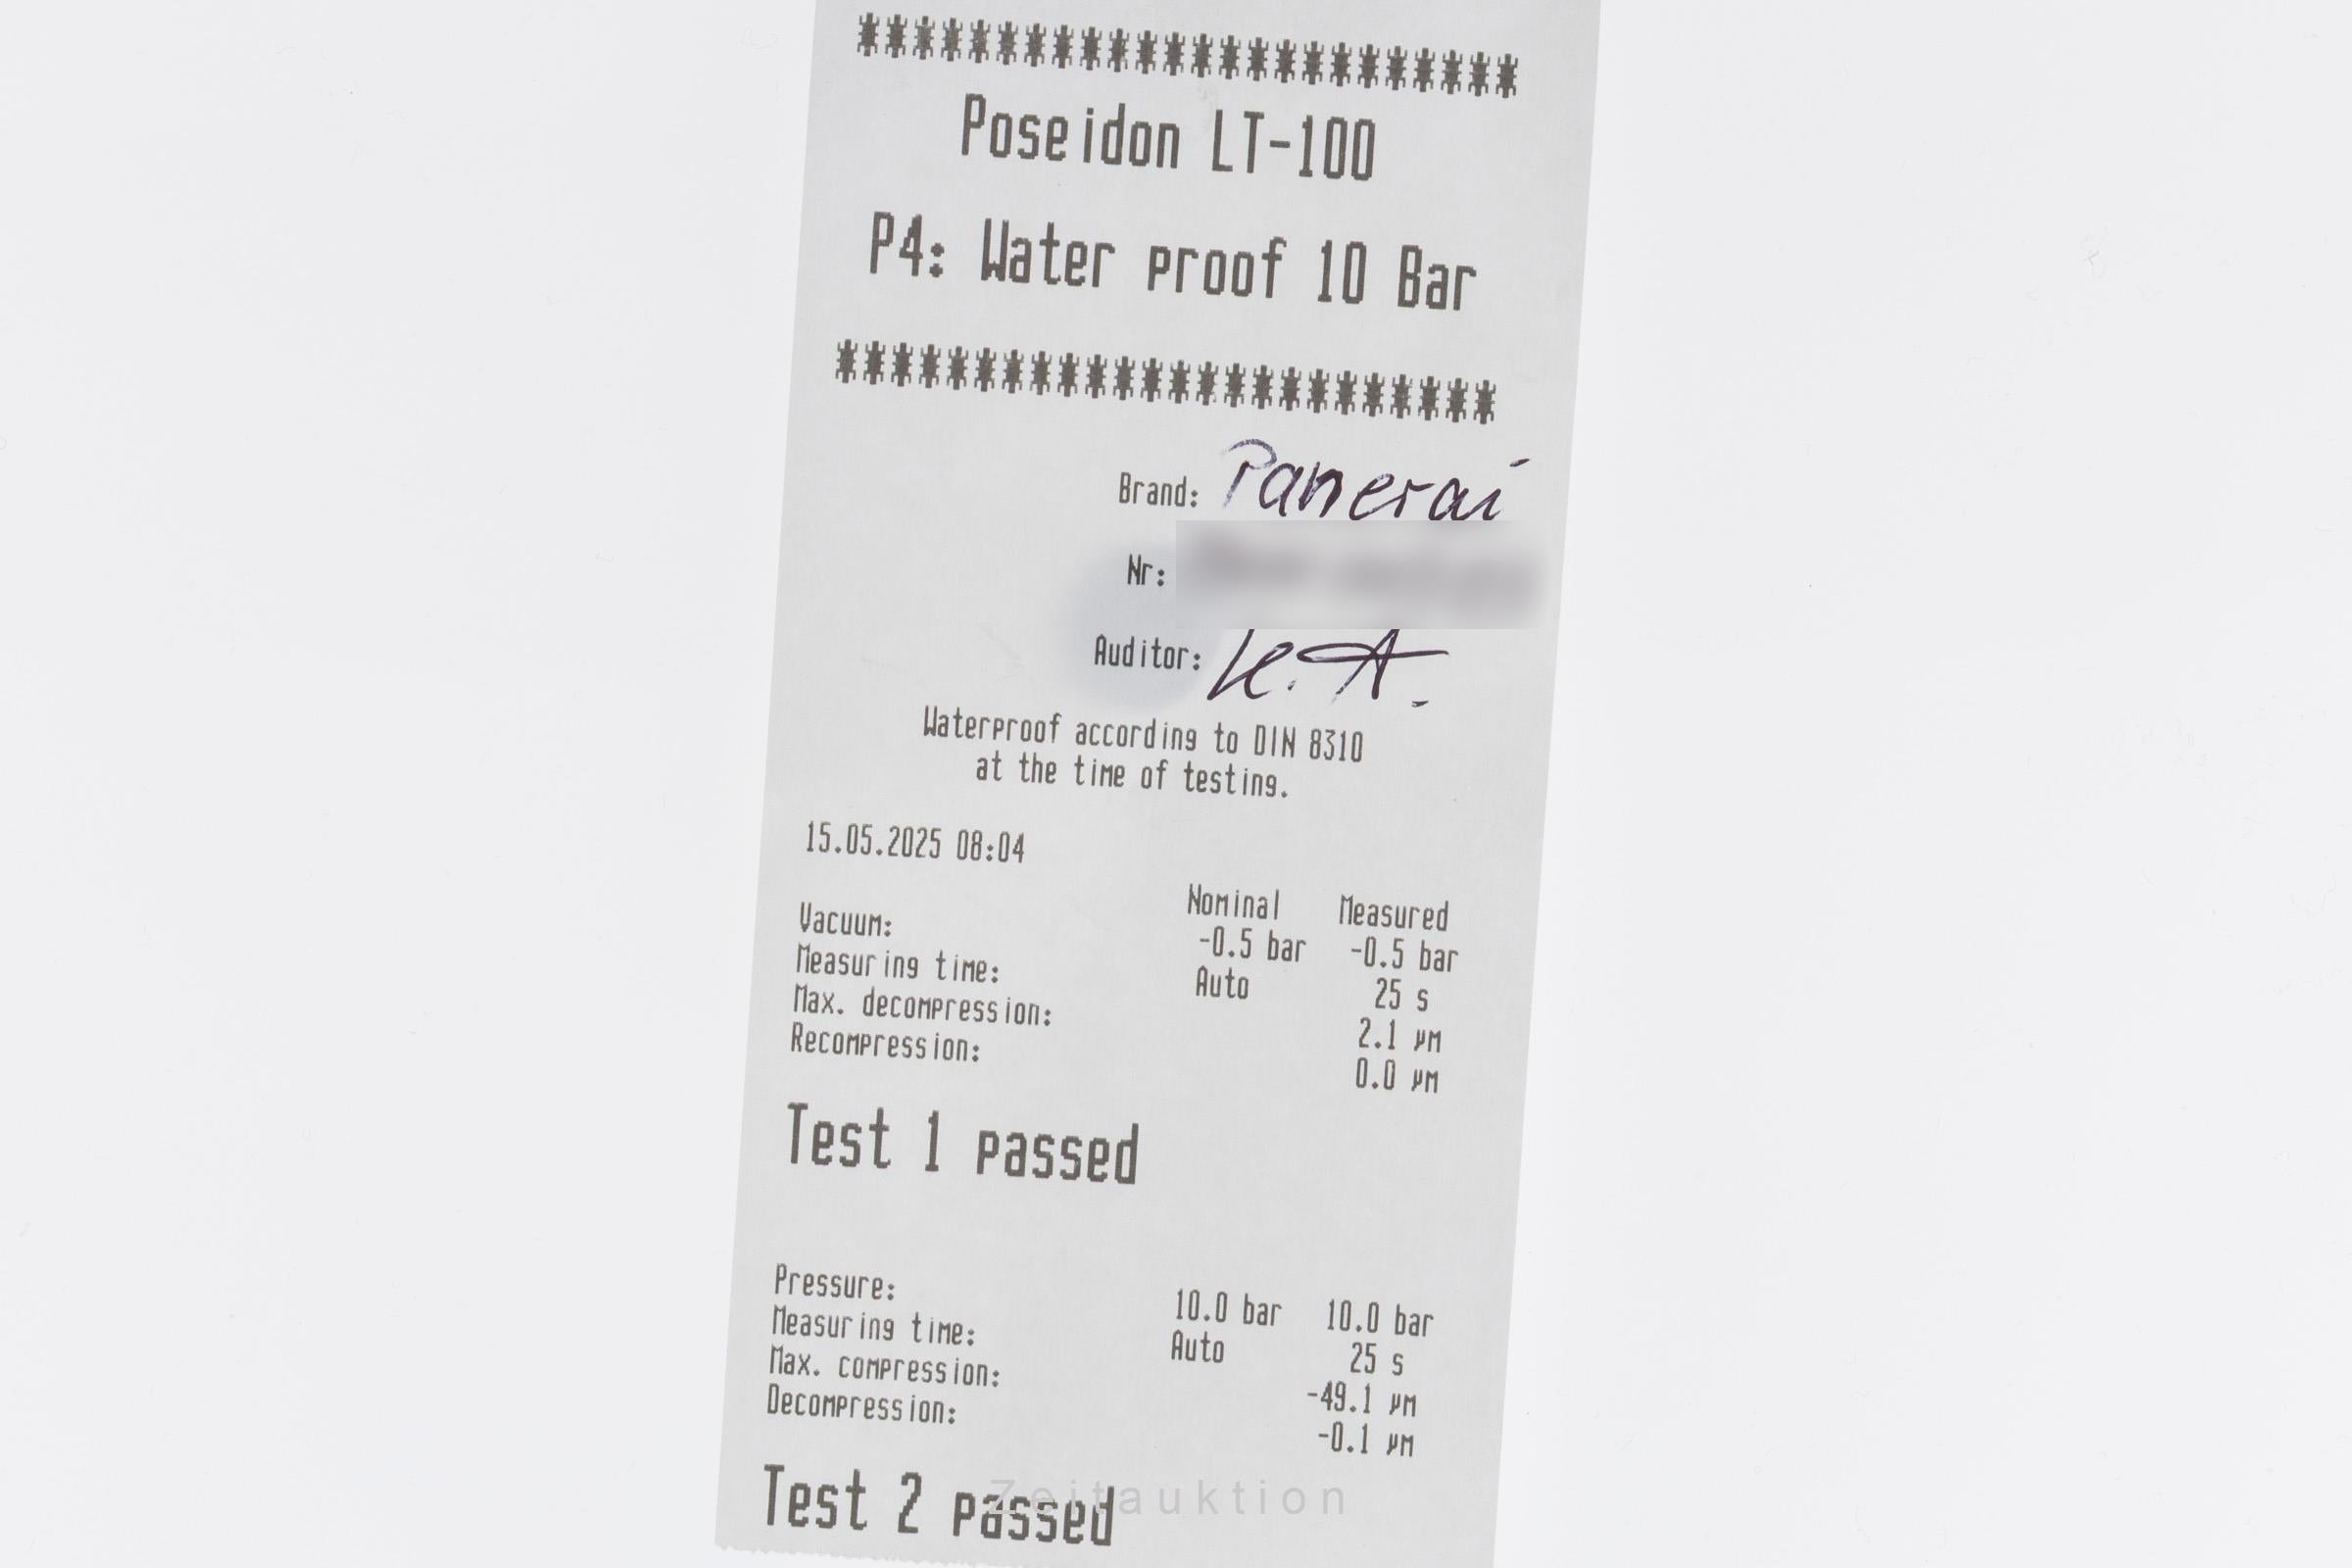 ************************
Poseidon LT-100
P4: Water proof 10 Bar
************************
Brand: Panerai
Nr:
Auditor: K. A.
Waterproof according to DIN 8310
at the time of testing.
15.05.2025 08:04
Nominal Measured
Vacuum: -0.5 bar -0.5 bar
Measuring time: Auto 25 s
Max. decompression: 2.1 µm
Recompression: 0.0 µm
Test 1 passed
Pressure: 10.0 bar 10.0 bar
Measuring time: Auto 25 s
Max. compression: -49.1 µm
Decompression: -0.1 µm
Test 2 passed
Zeitauktion